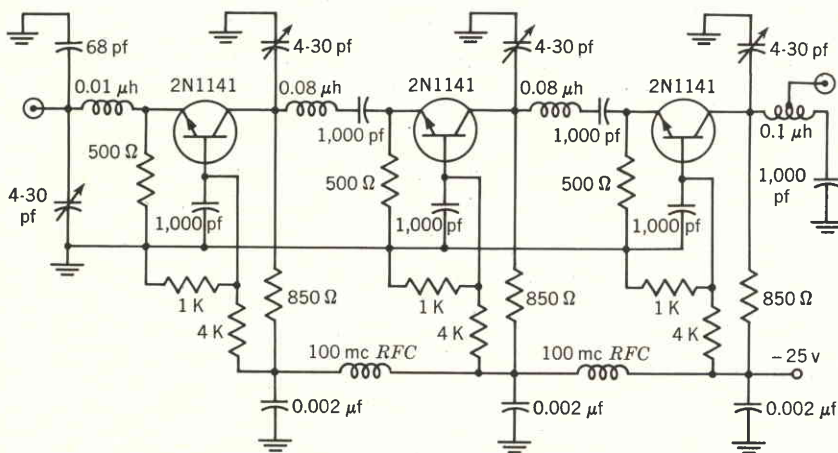 68 pf
4-30 pf
4-30 pf
4-30 pf
0.01 μh
2N1141
0.08 μh
2N1141
0.08 μh
2N1141
1,000 pf
1,000 pf
0.1 μh
500 Ω
500 Ω
500 Ω
1,000
pf
4-30
pf
1,000 pf
1,000 pf
1,000 pf
1 K
850 Ω
1 K
850 Ω
1 K
850 Ω
4 K
4 K
4 K
100 mc RFC
100 mc RFC
– 25 v
0.002 μf
0.002 μf
0.002 μf